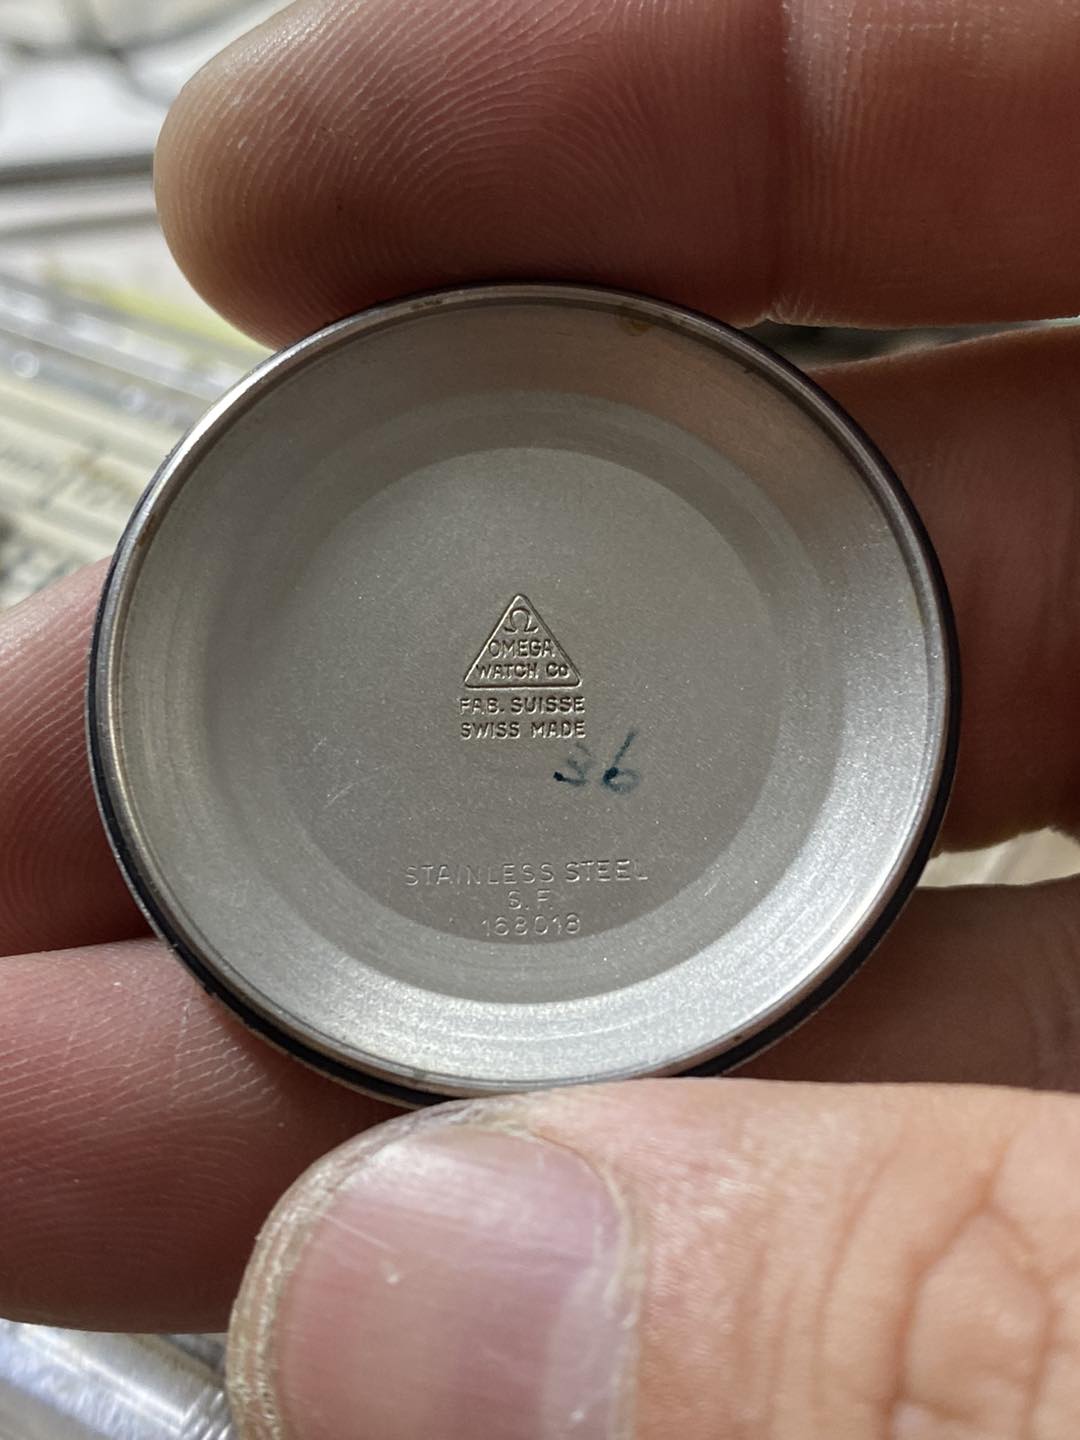 Ω
OMEGA
WATCH Co
FAB. SUISSE
SWISS MADE
36
STAINLESS STEEL
S. F.
168018